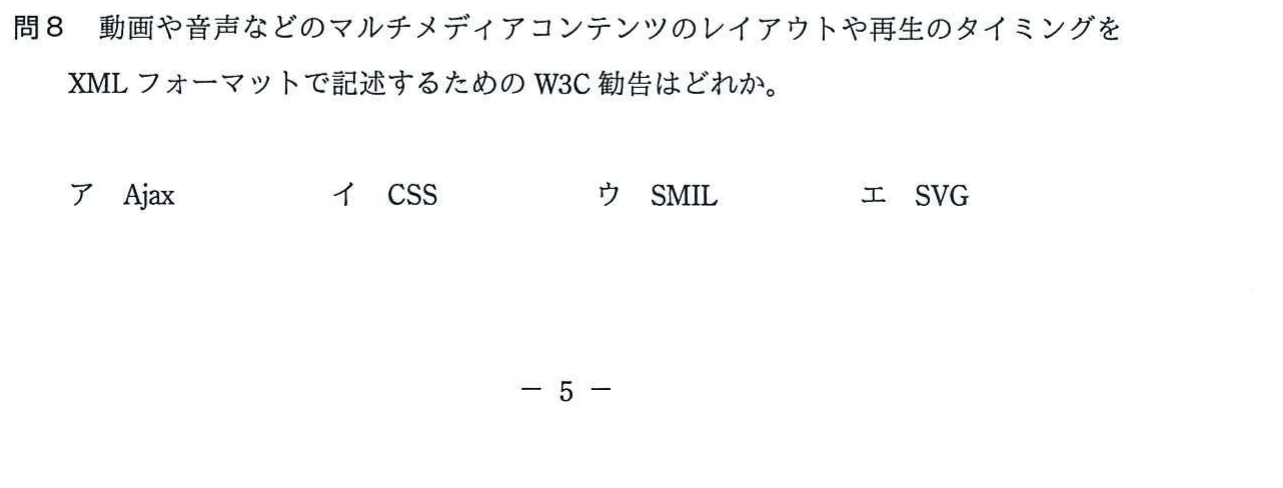 問8　動画や音声などのマルチメディアコンテンツのレイアウトや再生のタイミングを
XML フォーマットで記述するための W3C 勧告はどれか。
ア　Ajax　イ　CSS　ウ　SMIL　エ　SVG
－ 5 －